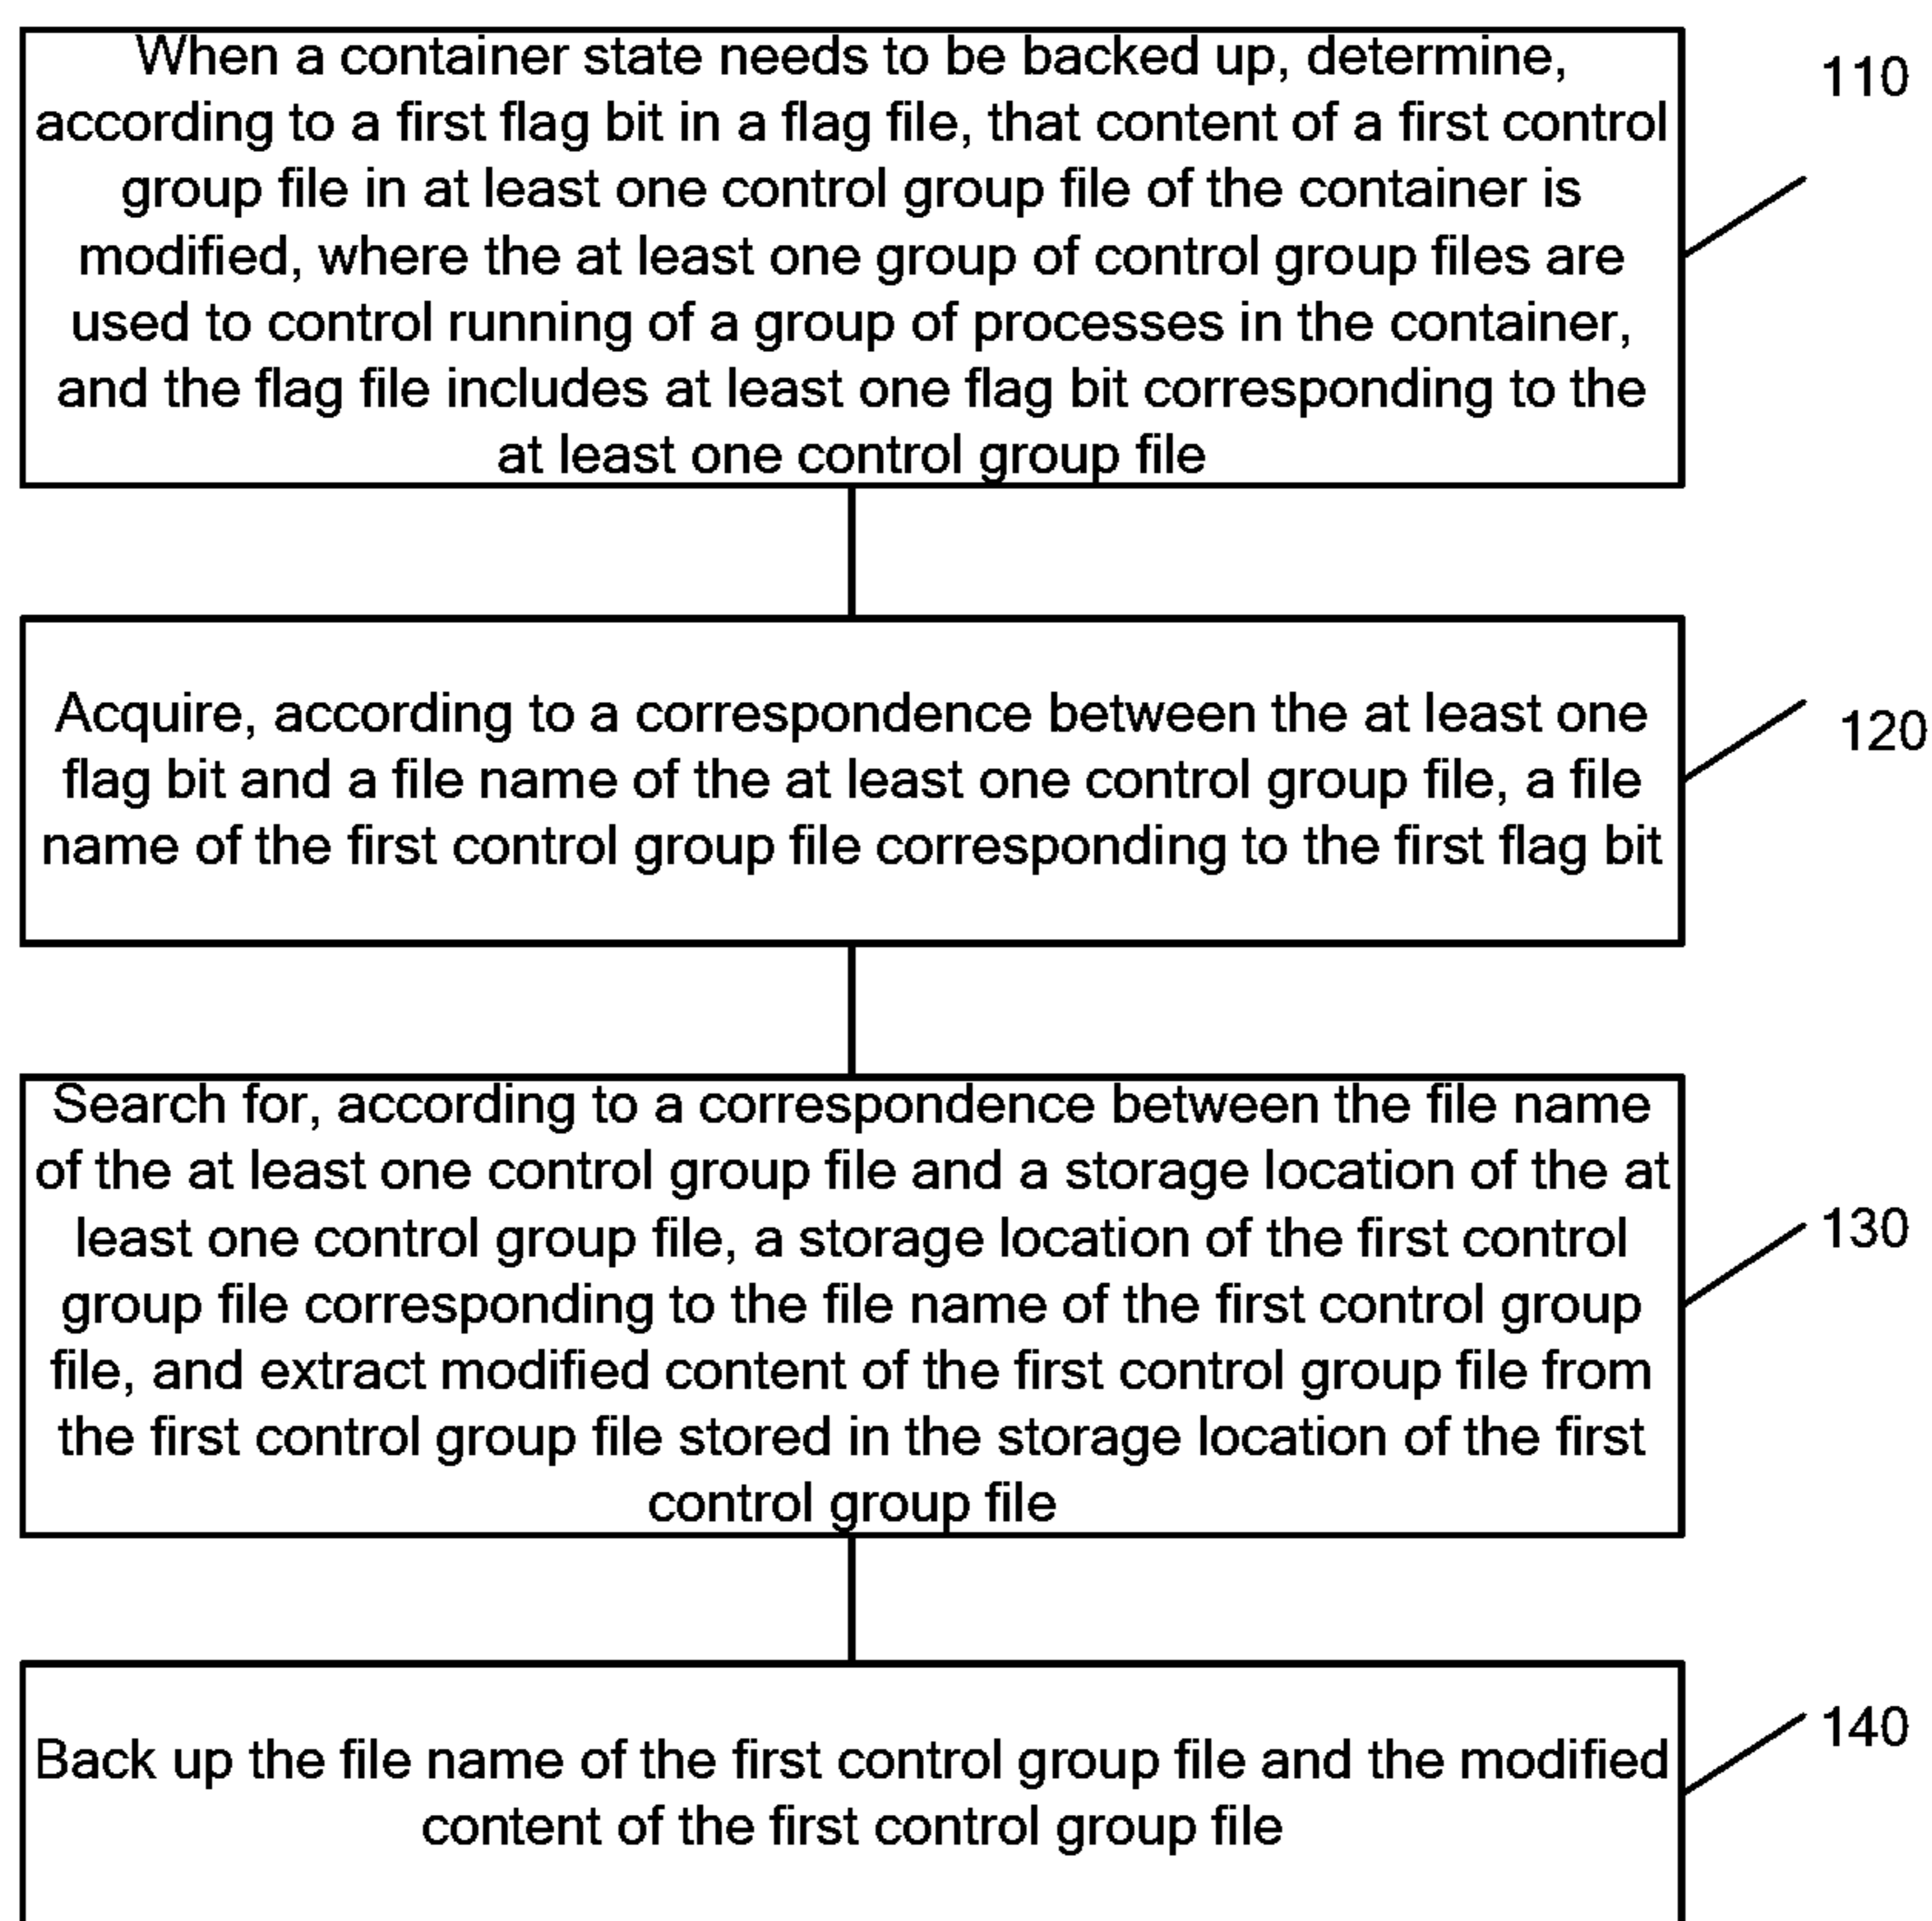 When a container state needs to be backed up, determine,
according to a first flag bit in a flag file, that content of a first control
group file in at least one control group file of the container is
modified, where the at least one group of control group files are
used to control running of a group of processes in the container,
and the flag file includes at least one flag bit corresponding to the
at least one control group file
110
Acquire, according to a correspondence between the at least one
flag bit and a file name of the at least one control group file, a file
name of the first control group file corresponding to the first flag bit
120
Search for, according to a correspondence between the file name
of the at least one control group file and a storage location of the at
least one control group file, a storage location of the first control
group file corresponding to the file name of the first control group
file, and extract modified content of the first control group file from
the first control group file stored in the storage location of the first
control group file
130
Back up the file name of the first control group file and the modified
content of the first control group file
140